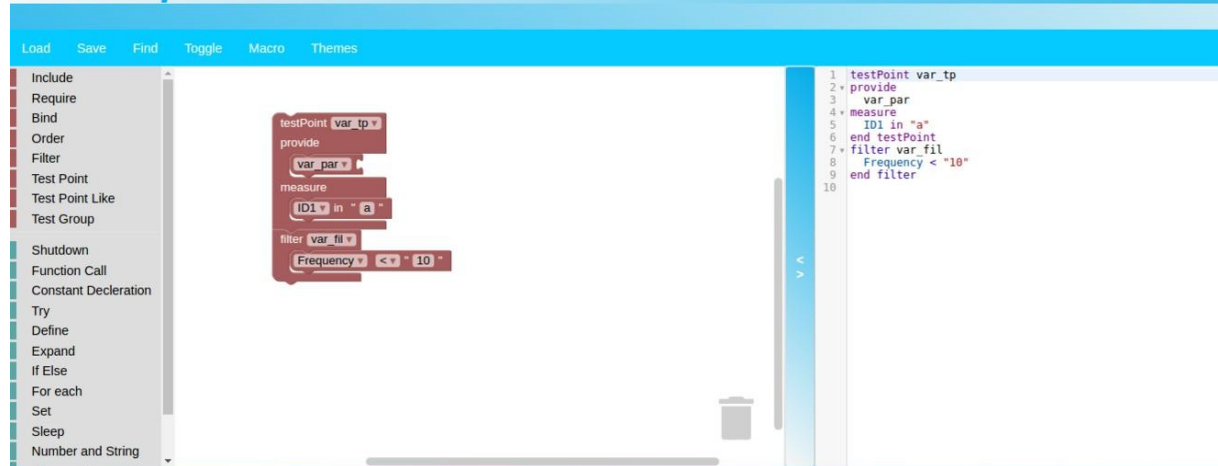 Load Save Find Toggle Macro Themes
Include
Require
Bind
Order
Filter
Test Point
Test Point Like
Test Group
Shutdown
Function Call
Constant Decleration
Try
Define
Expand
If Else
For each
Set
Sleep
Number and String
testPoint var_tp
provide
var_par
measure
ID1 in " a "
filter var_fil
Frequency < " 10 "
<
>
1 testPoint var_tp
2 provide
3 var_par
4 measure
5 ID1 in "a"
6 end testPoint
7 filter var_fil
8 Frequency < "10"
9 end filter
10